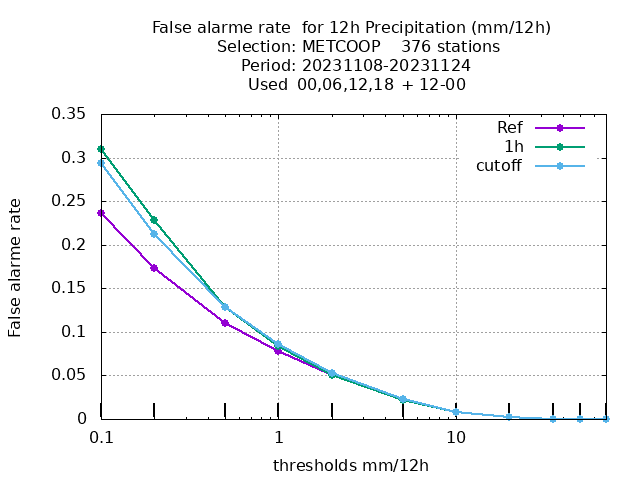 False alarme rate  for 12h Precipitation (mm/12h)
Selection: METCOOP    376 stations
Period: 20231108-20231124
Used  00,06,12,18 + 12-00
Ref
1h
cutoff
False alarme rate
0.35
0.3
0.25
0.2
0.15
0.1
0.05
0
0.1
1
10
thresholds mm/12h